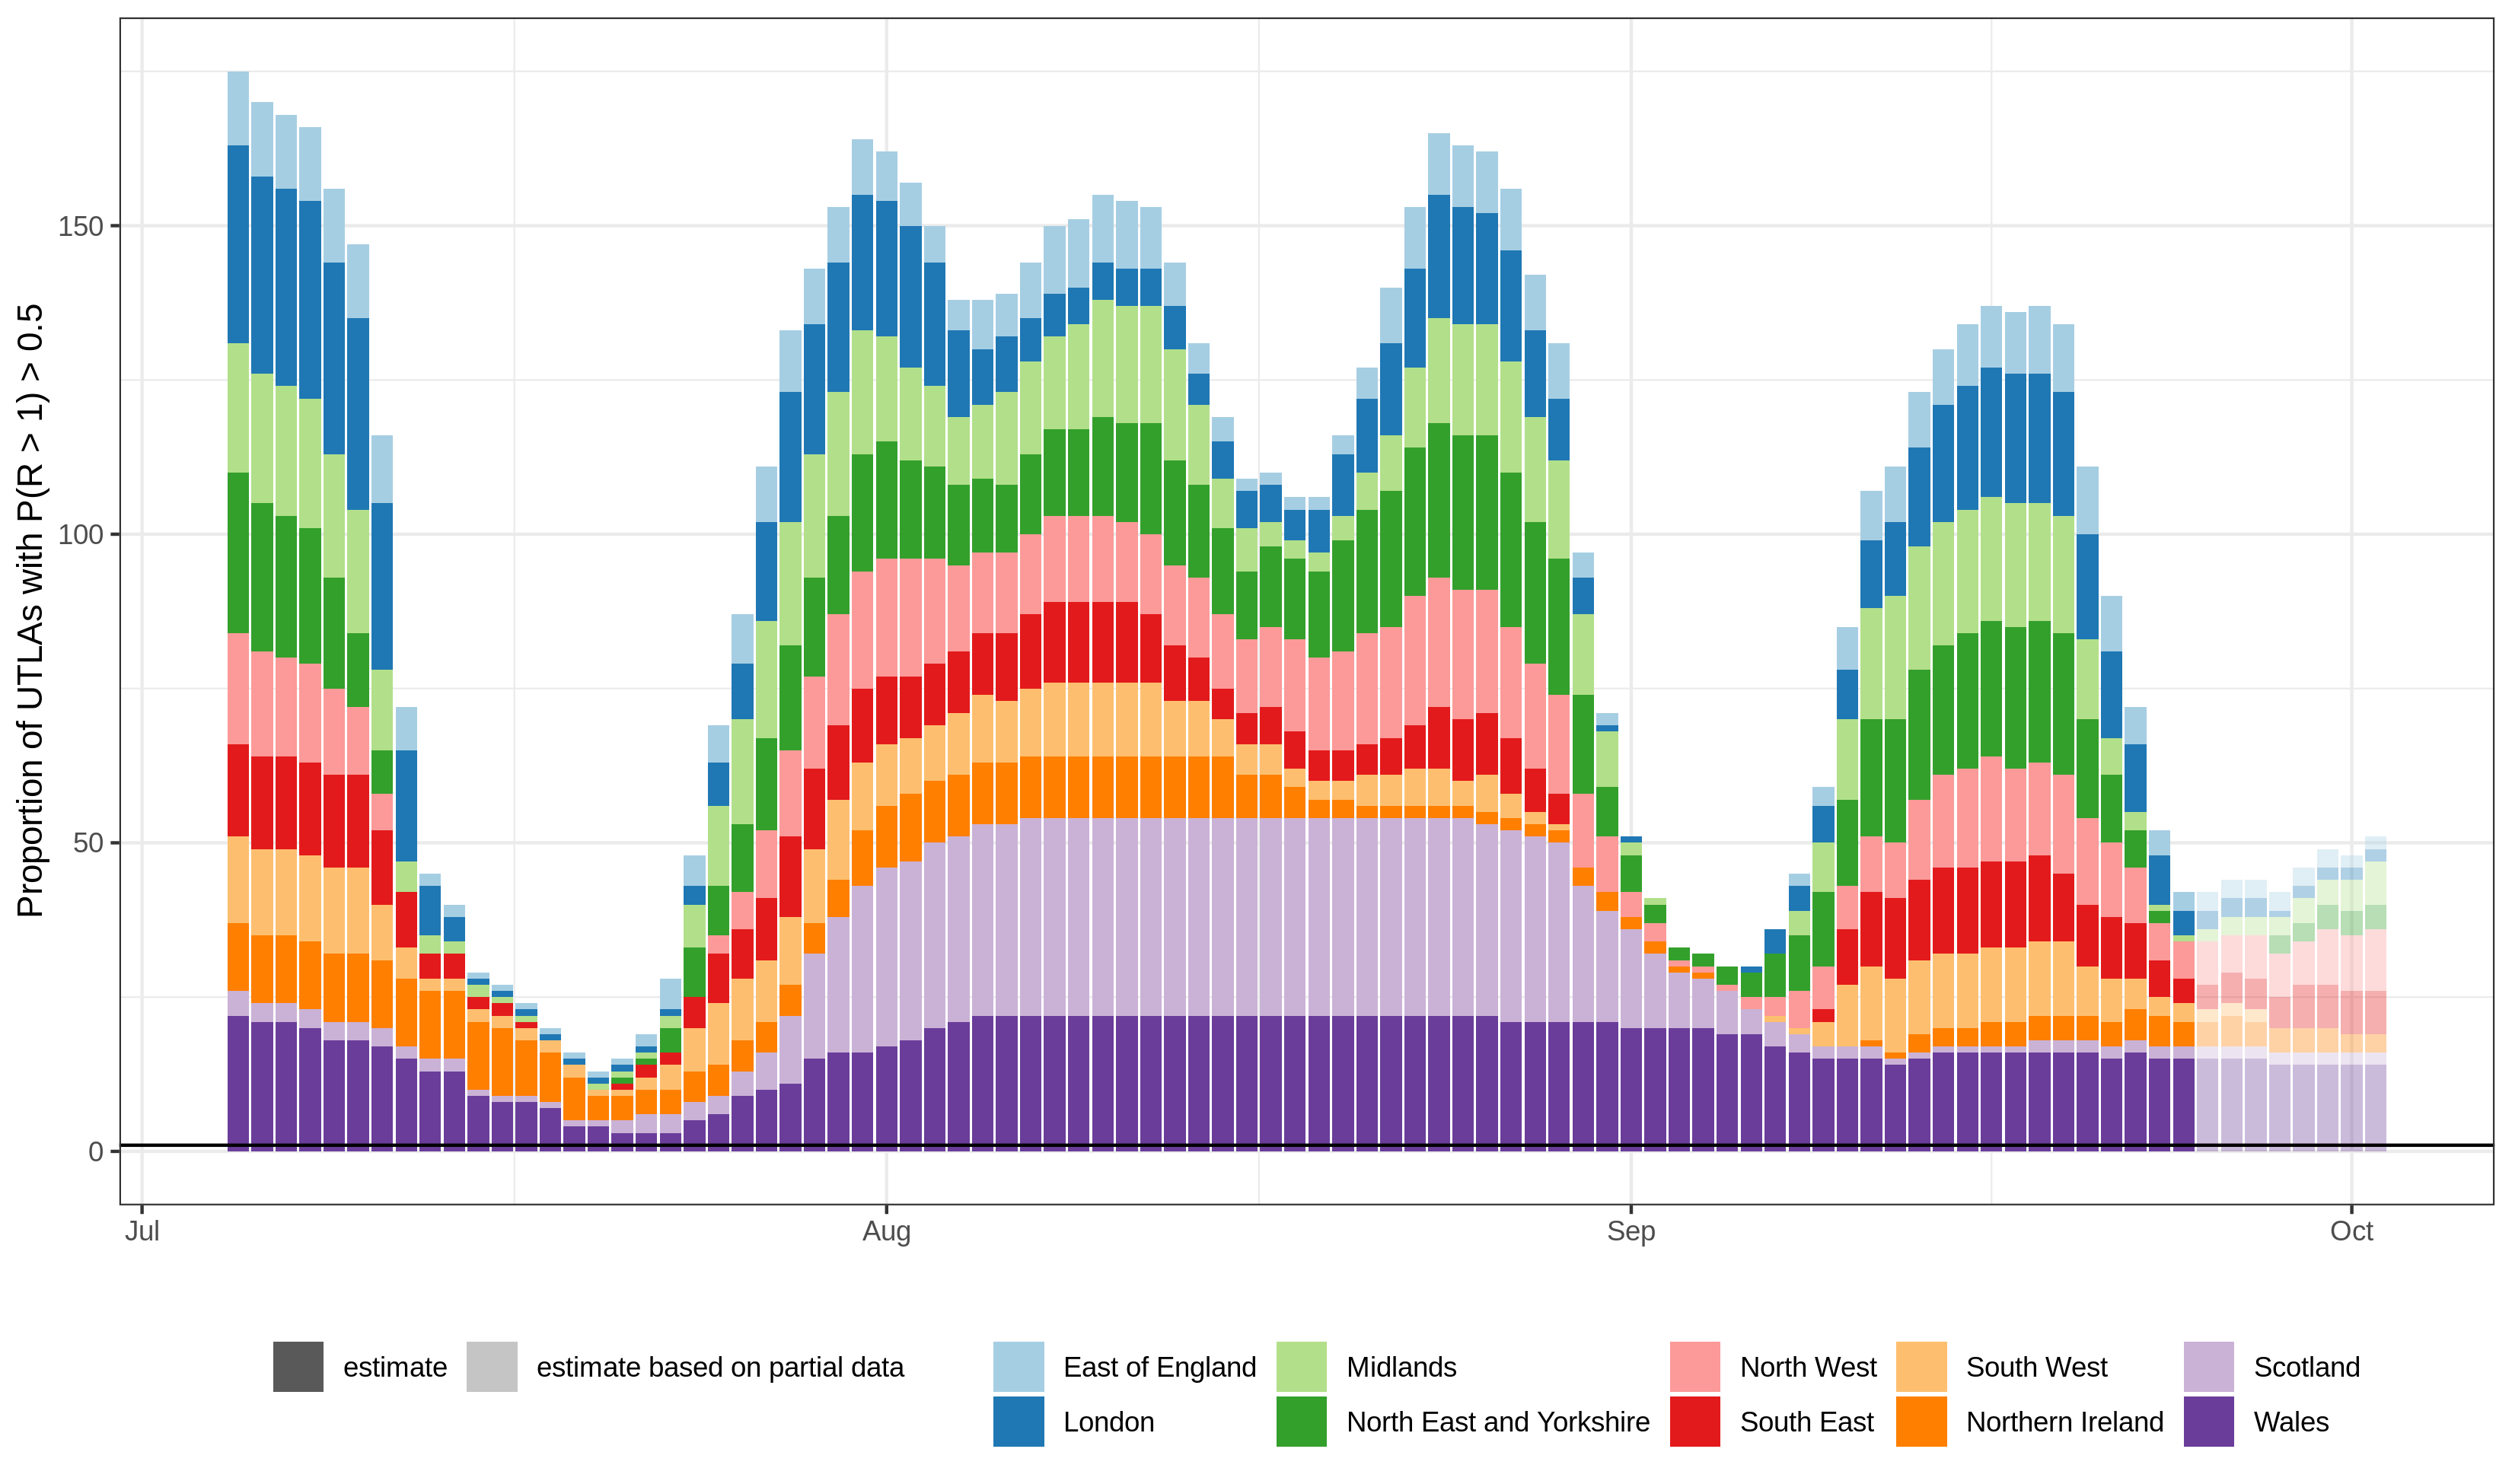 Proportion of UTLAs with P(R > 1) > 0.5
150
100
50
0
Jul Aug Sep Oct
estimate estimate based on partial data East of England Midlands North West South West Scotland
London North East and Yorkshire South East Northern Ireland Wales